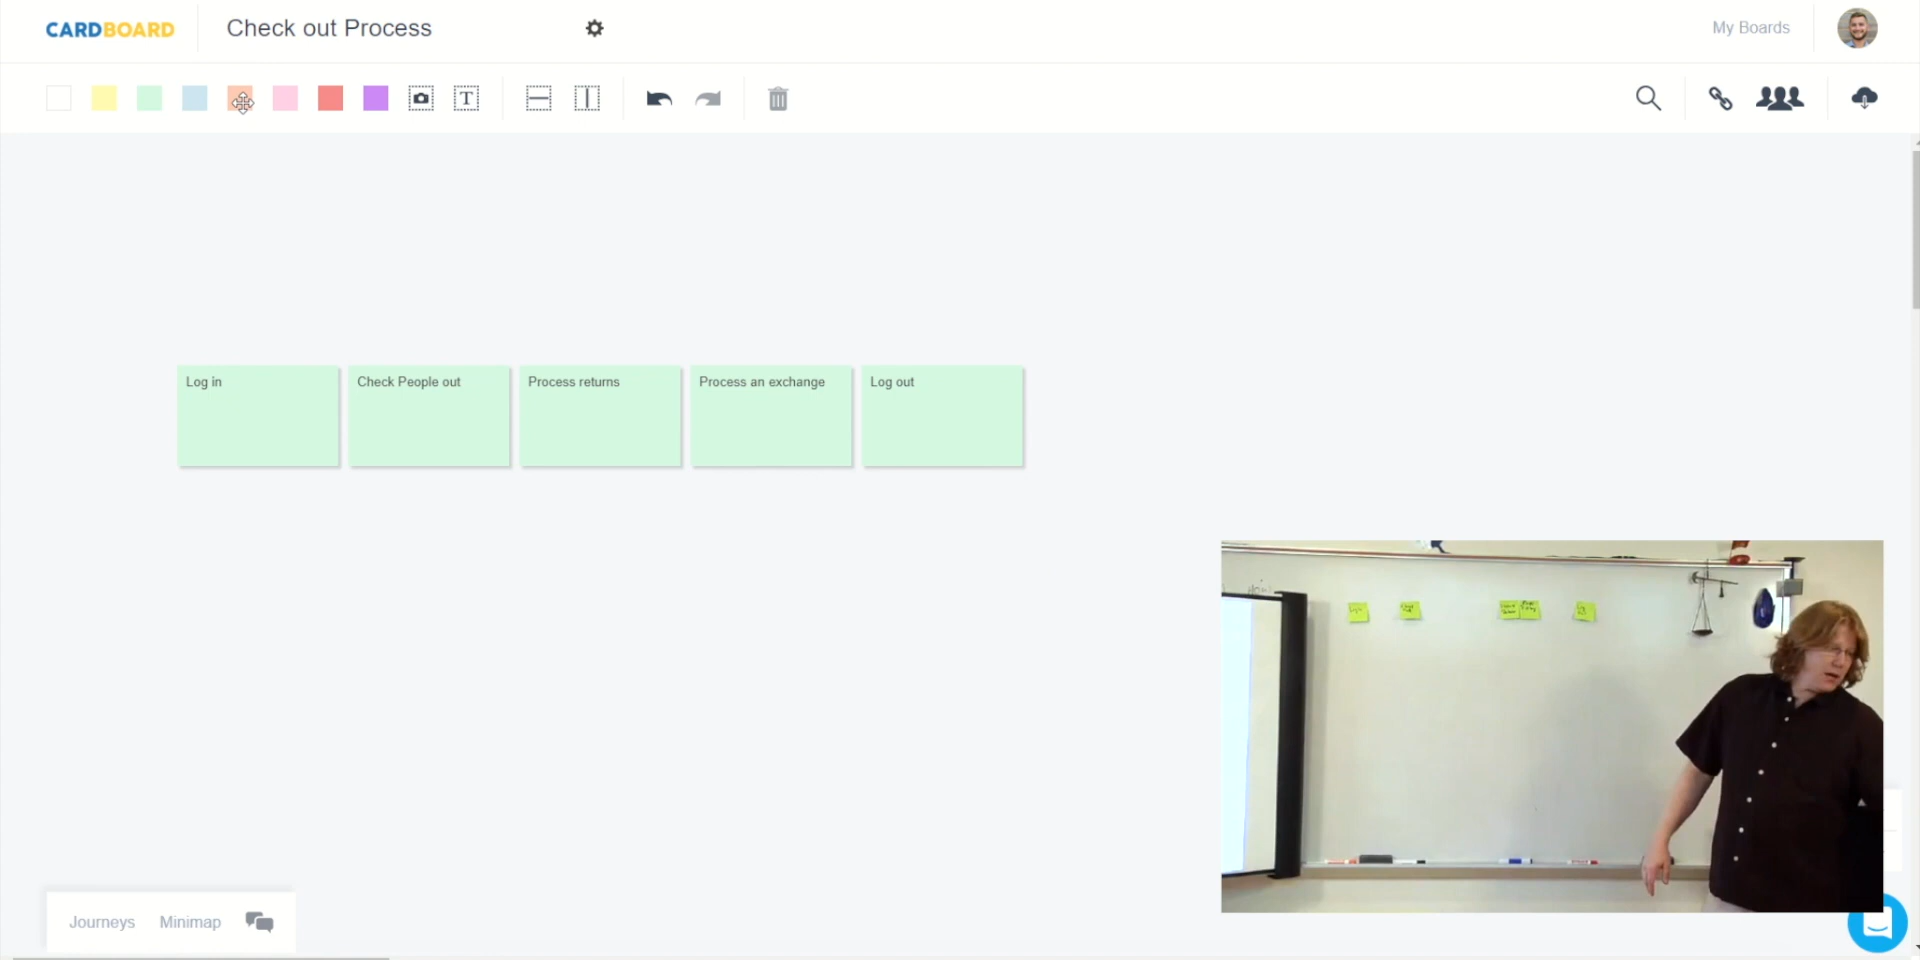 CARDBOARD
Check out Process
My Boards
T
Log in
Check People out
Process returns
Process an exchange
Log out
Journeys
Minimap